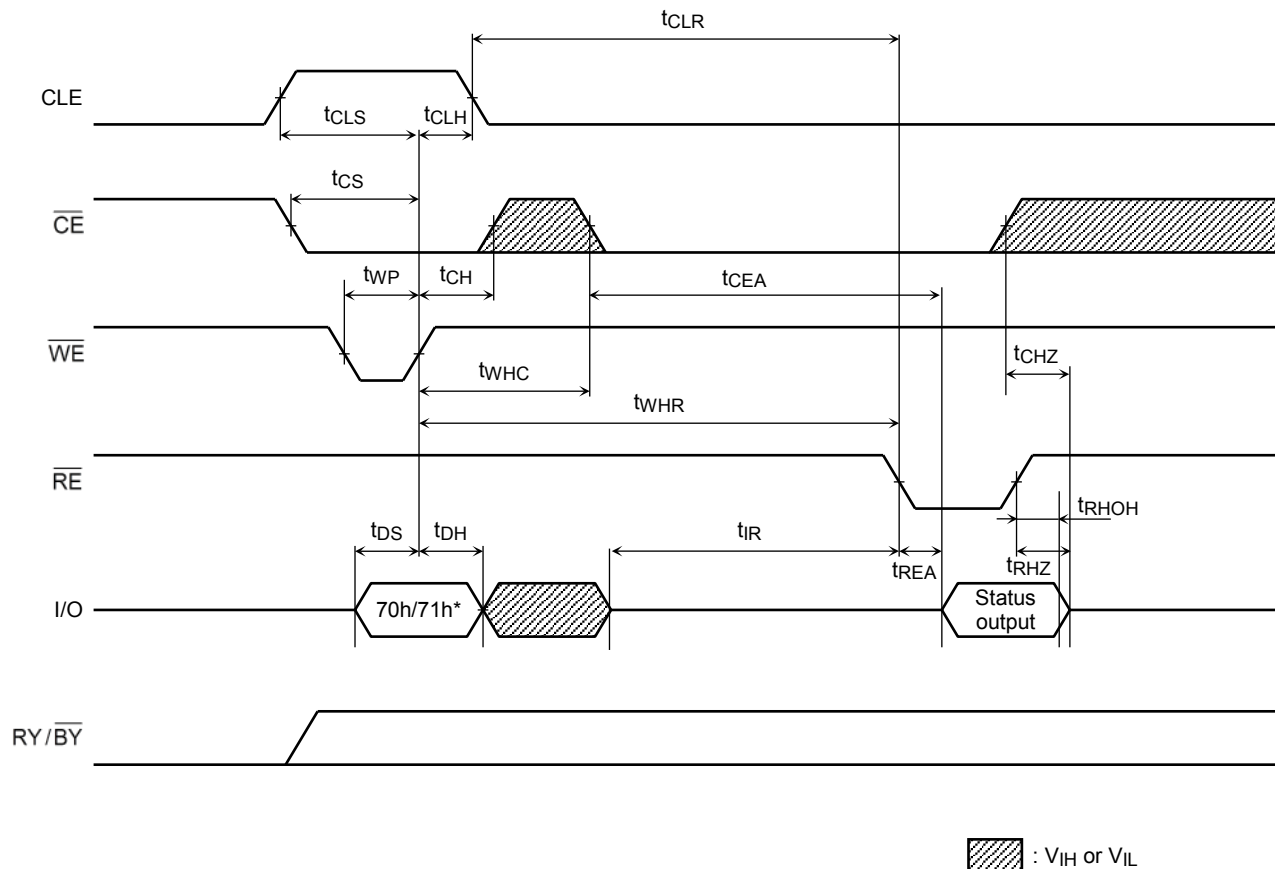 tCLR
CLE
tCLS
tCLH
tCS
CE
tWP
tCH
tCEA
WE
tCHZ
tWHC
tWHR
RE
tRHOH
tDS
tDH
tIR
tREA
tRHZ
I/O
70h/71h*
Status
output
RY/BY
: VIH or VIL